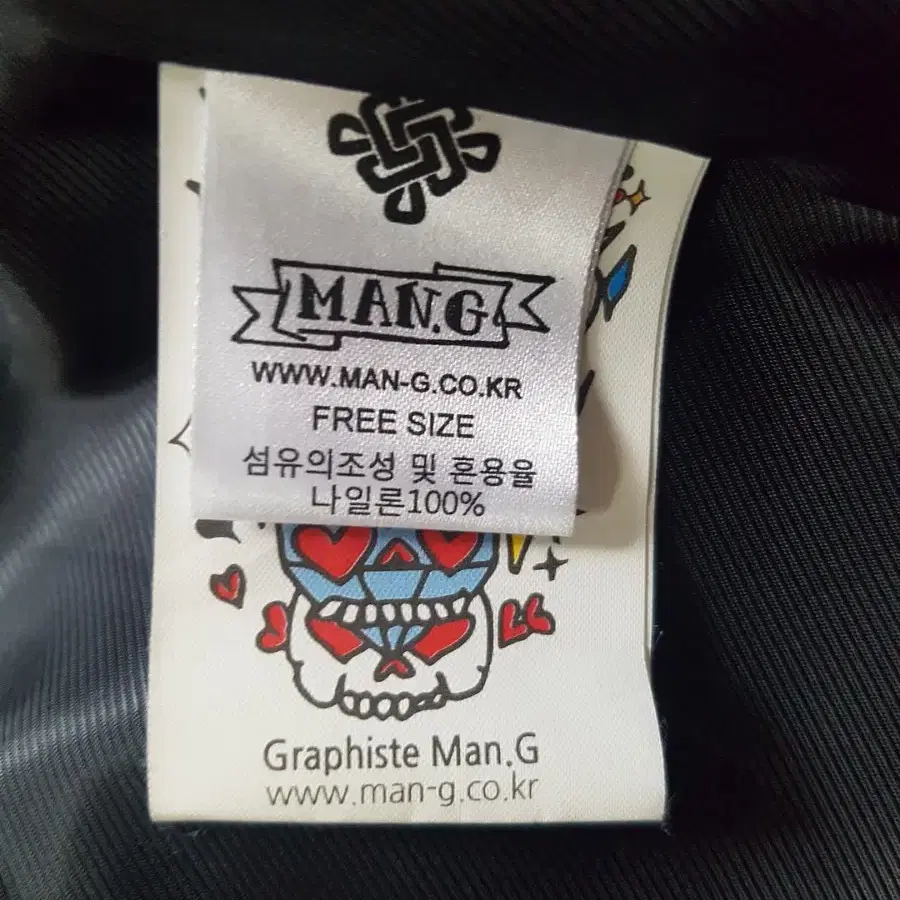 MAN.G
WWW.MAN-G.CO.KR
FREE SIZE
섬유의조성 및 혼용율
나일론100%
Graphiste Man.G
www.man-g.co.kr